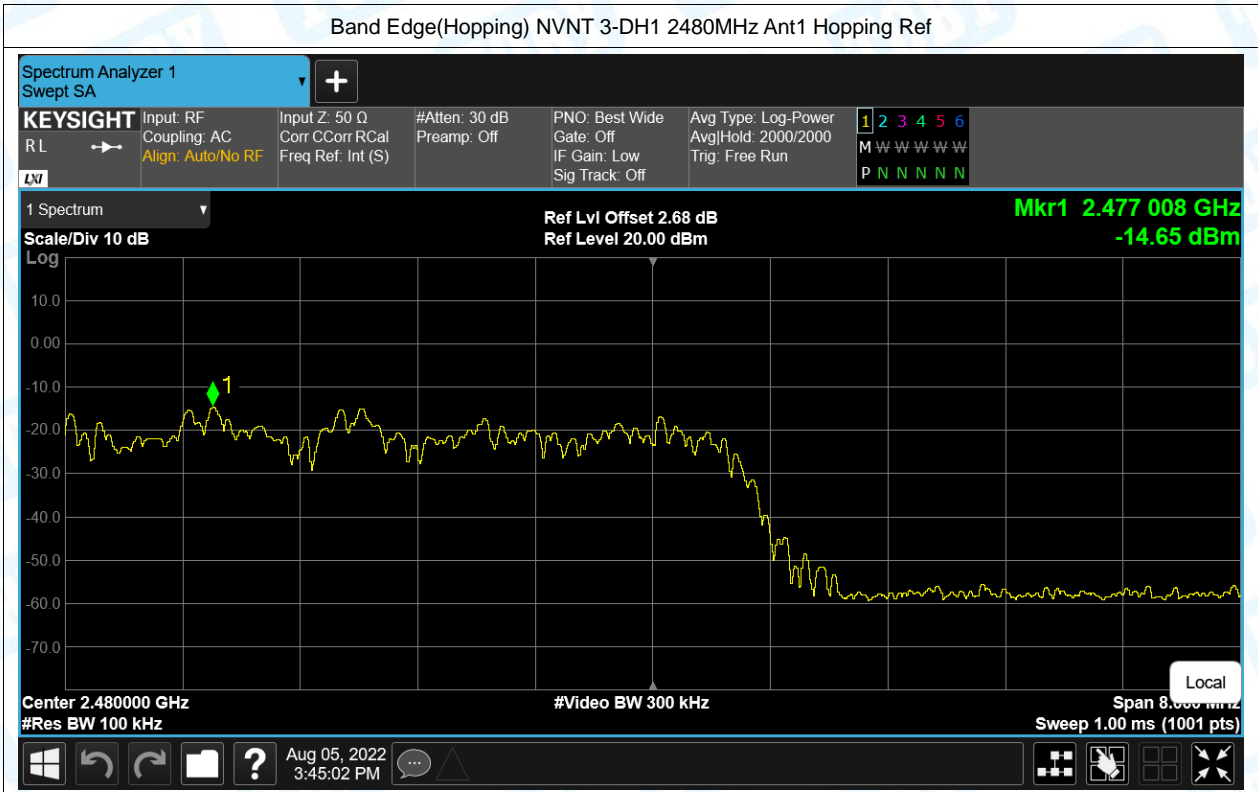 Band Edge(Hopping) NVNT 3-DH1 2480MHz Ant1 Hopping Ref
Spectrum Analyzer 1
Swept SA
+
KEYSIGHT
R L
LXI
Input: RF
Coupling: AC
Align: Auto/No RF
Input Z: 50 Ω
Corr CCorr RCal
Freq Ref: Int (S)
#Atten: 30 dB
Preamp: Off
PNO: Best Wide
Gate: Off
IF Gain: Low
Sig Track: Off
Avg Type: Log-Power
Avg|Hold: 2000/2000
Trig: Free Run
1 2 3 4 5 6
M W W W W W
P N N N N N
1 Spectrum
Scale/Div 10 dB
Ref Lvl Offset 2.68 dB
Ref Level 20.00 dBm
Mkr1 2.477 008 GHz
-14.65 dBm
Log
10.0
0.00
-10.0
-20.0
-30.0
-40.0
-50.0
-60.0
-70.0
1
Center 2.480000 GHz
#Res BW 100 kHz
#Video BW 300 kHz
Local
Span 8.000 MHz
Sweep 1.00 ms (1001 pts)
?
Aug 05, 2022
3:45:02 PM